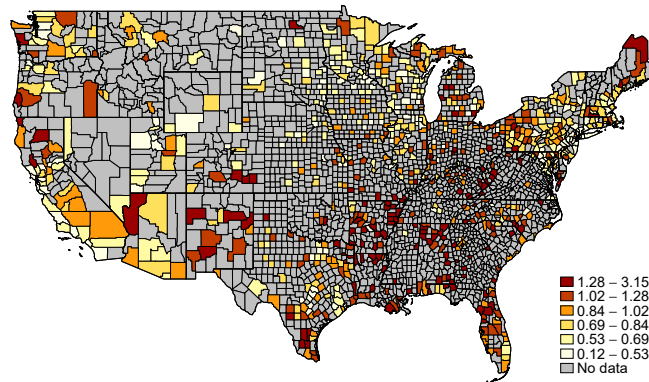 1.28 – 3.15
1.02 – 1.28
0.84 – 1.02
0.69 – 0.84
0.53 – 0.69
0.12 – 0.53
No data